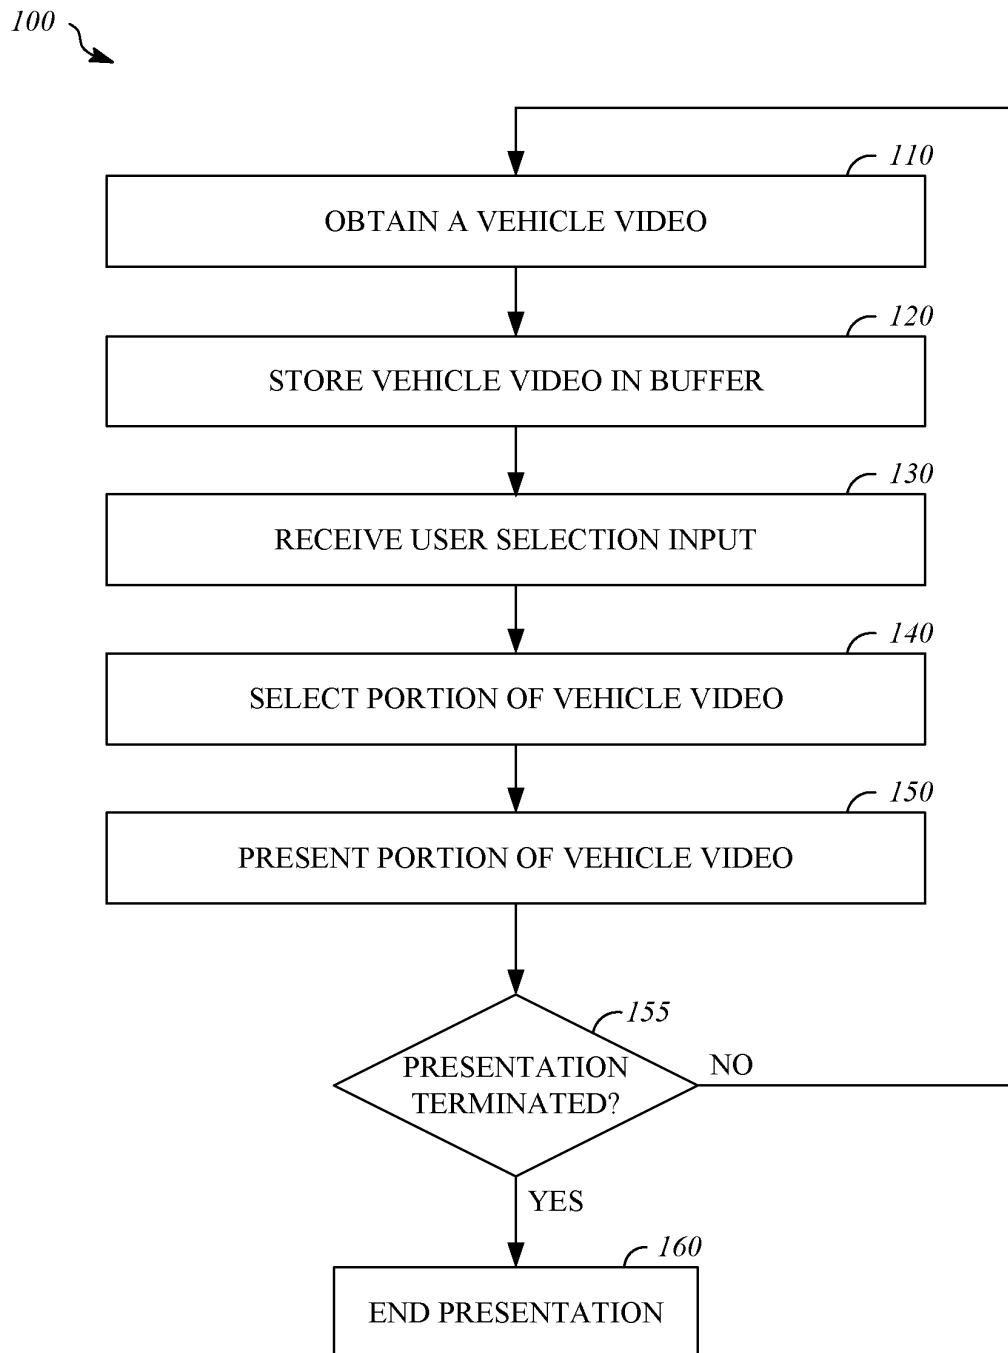 100
110
OBTAIN A VEHICLE VIDEO
120
STORE VEHICLE VIDEO IN BUFFER
130
RECEIVE USER SELECTION INPUT
140
SELECT PORTION OF VEHICLE VIDEO
150
PRESENT PORTION OF VEHICLE VIDEO
155
PRESENTATION
TERMINATED?
NO
YES
160
END PRESENTATION